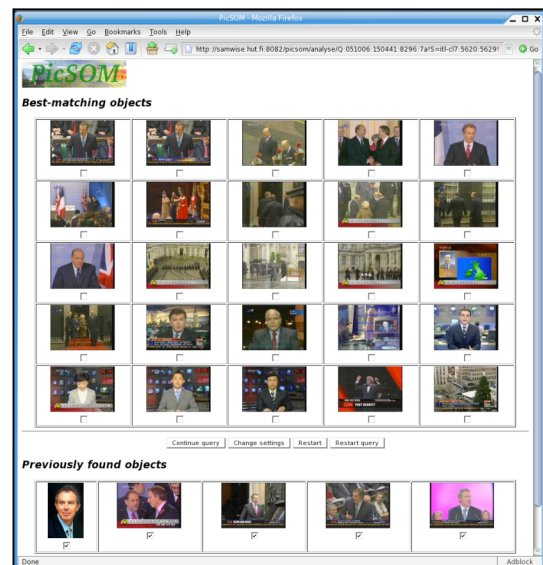 PicSOM - Mozilla Firefox
File Edit View Go Bookmarks Tools Help
http://samwise.hut.fi:8082/picsom/analyse/Q:051006:150441:8296:7a?S=itl-cl7:5620:5629! Go
PicSOM
Best-matching objects
TONY BENNETT
Continue query Change settings Restart Restart query
Previously found objects
Done Adblock